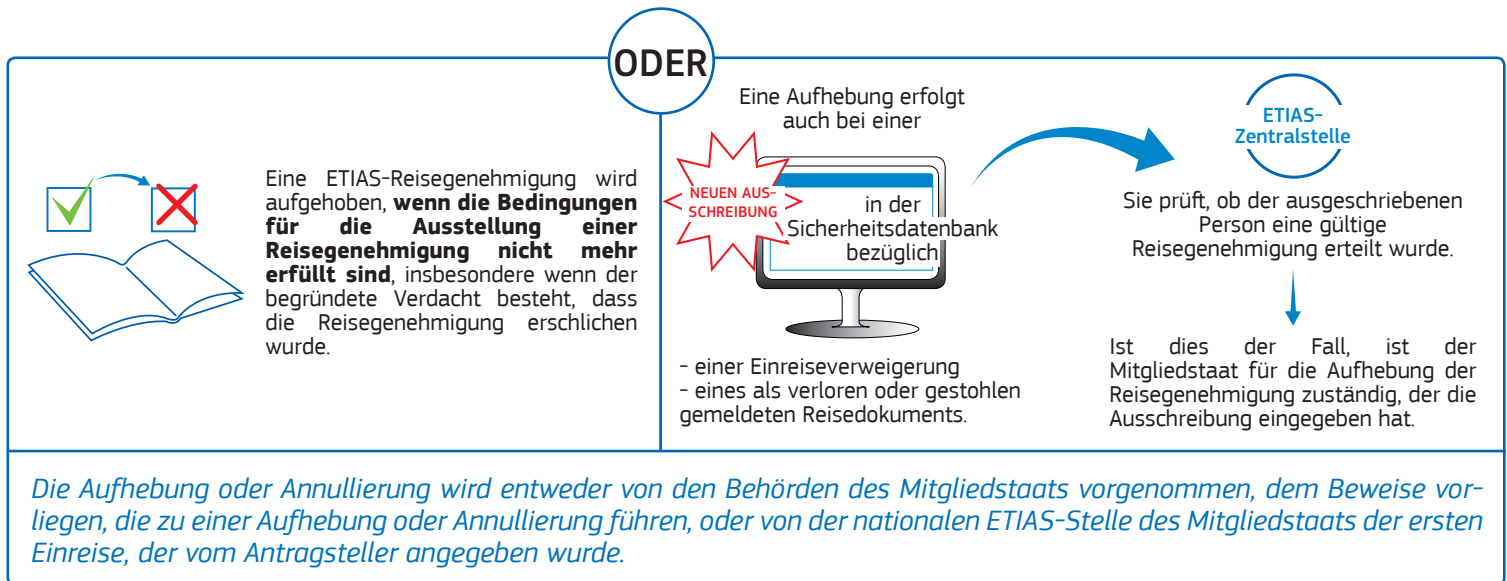 ODER
Eine ETIAS-Reisegenehmigung wird
aufgehoben, wenn die Bedingungen
für die Ausstellung einer
Reisegenehmigung nicht mehr
erfüllt sind, insbesondere wenn der
begründete Verdacht besteht, dass
die Reisegenehmigung erschlichen
wurde.
Eine Aufhebung erfolgt
auch bei einer
NEUEN AUS-
SCHREIBUNG
in der
Sicherheitsdatenbank
bezüglich
- einer Einreiseverweigerung
- eines als verloren oder gestohlen
gemeldeten Reisedokuments.
ETIAS-
Zentralstelle
Sie prüft, ob der ausgeschriebenen
Person eine gültige
Reisegenehmigung erteilt wurde.
Ist dies der Fall, ist der
Mitgliedstaat für die Aufhebung der
Reisegenehmigung zuständig, der die
Ausschreibung eingegeben hat.
Die Aufhebung oder Annullierung wird entweder von den Behörden des Mitgliedstaats vorgenommen, dem Beweise vor-
liegen, die zu einer Aufhebung oder Annullierung führen, oder von der nationalen ETIAS-Stelle des Mitgliedstaats der ersten
Einreise, der vom Antragsteller angegeben wurde.